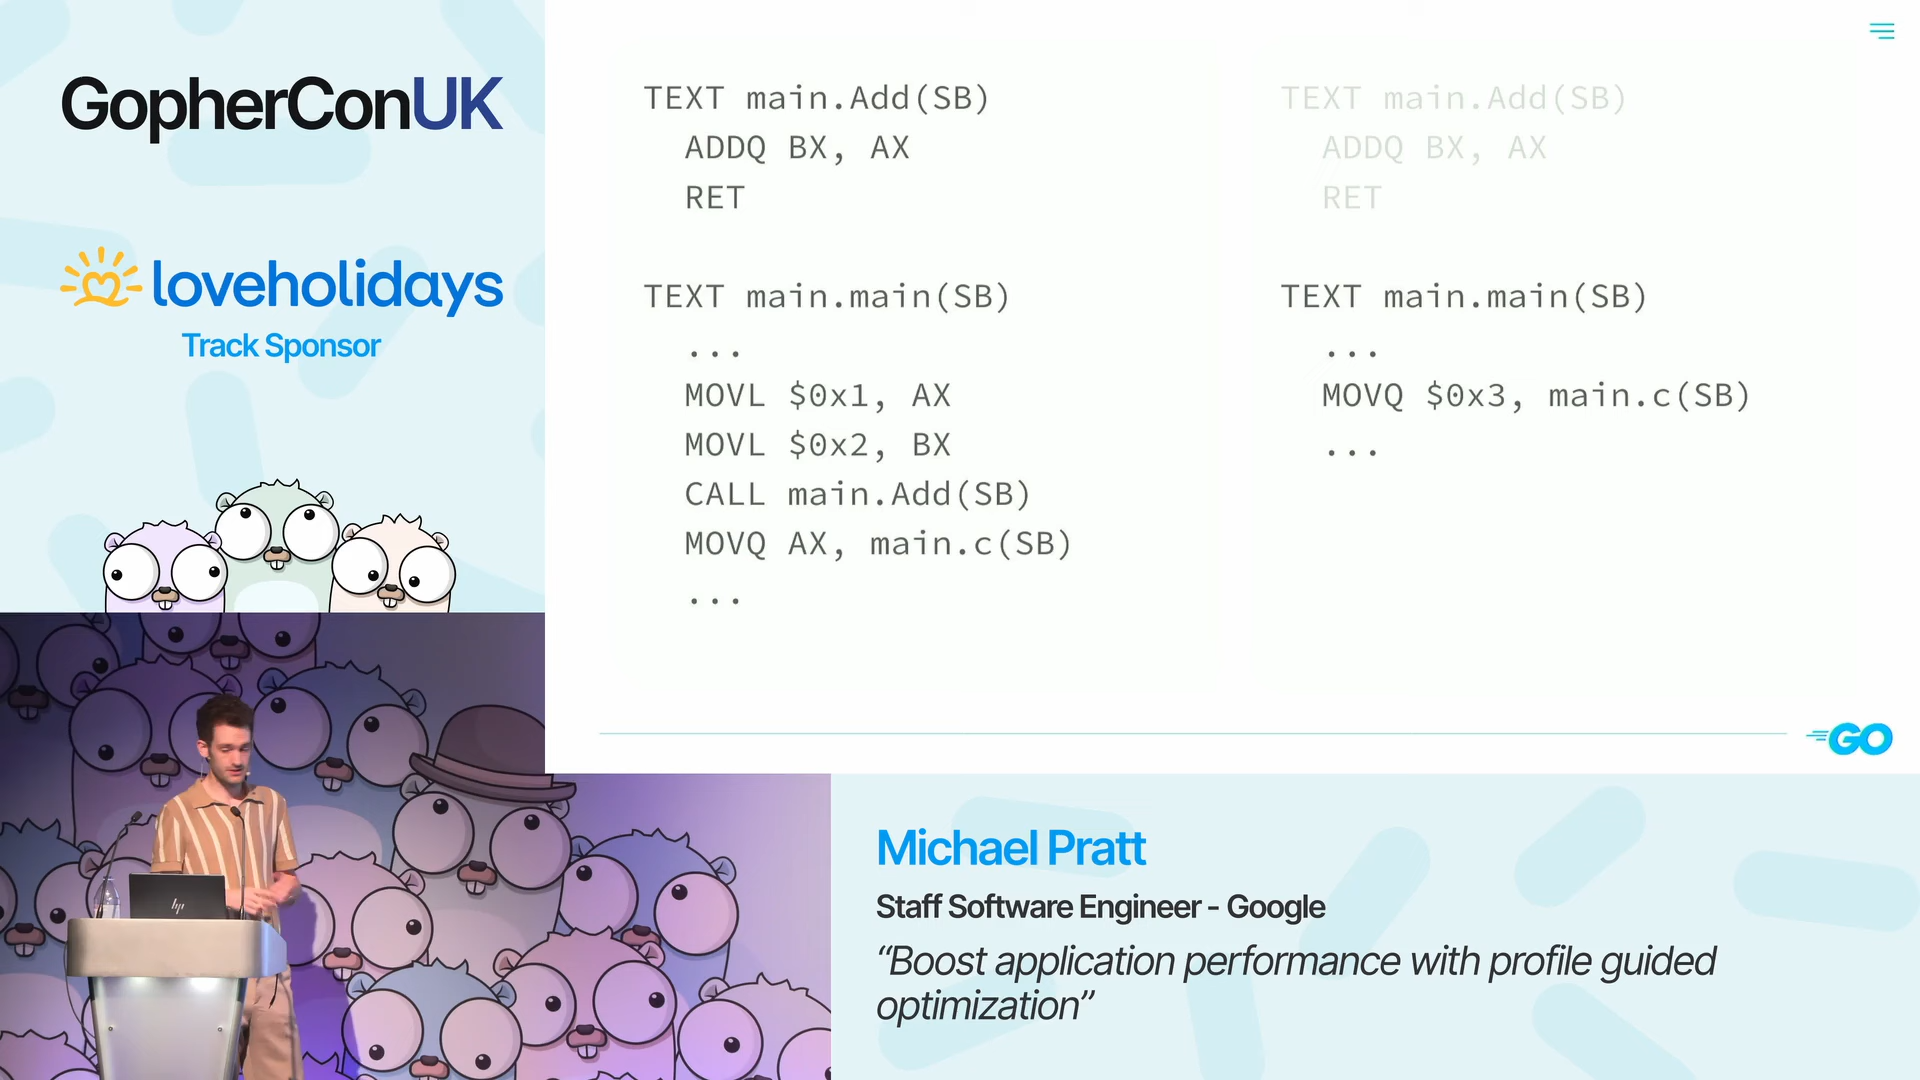 GopherConUK
loveholidays
Track Sponsor
TEXT main.Add(SB)
ADDQ BX, AX
RET
TEXT main.main(SB)
...
MOVL $0x1, AX
MOVL $0x2, BX
CALL main.Add(SB)
MOVQ AX, main.c(SB)
...
TEXT main.Add(SB)
ADDQ BX, AX
RET
TEXT main.main(SB)
...
MOVQ $0x3, main.c(SB)
...
GO
hp
Michael Pratt
Staff Software Engineer - Google
“Boost application performance with profile guided
optimization”